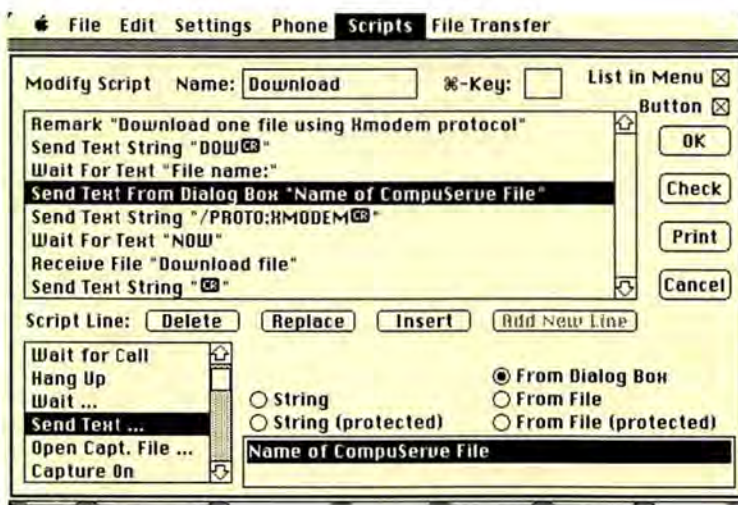 File Edit Settings Phone Scripts File Transfer
Modify Script Name: Download ⌘-Key: List in Menu
Button
Remark "Download one file using Xmodem protocol"
Send Text String "DOWCR"
Wait For Text "File name:"
Send Text From Dialog Box "Name of CompuServe File"
Send Text String "/PROTO:XMODEMCR"
Wait For Text "NOW"
Receive File "Download file"
Send Text String "CR"
OK
Check
Print
Cancel
Script Line: Delete Replace Insert Add New Line
Wait for Call
Hang Up
Wait ...
Send Text ...
Open Capt. File ...
Capture On
From Dialog Box
String From File
String (protected) From File (protected)
Name of CompuServe File